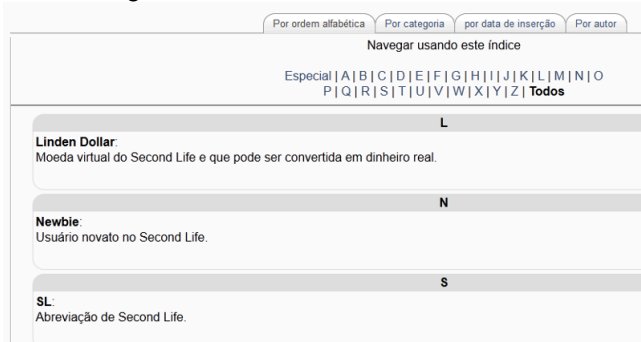 Por ordem alfabética Por categoria por data de inserção Por autor
Navegar usando este índice
Especial | A | B | C | D | E | F | G | H | I | J | K | L | M | N | O
P | Q | R | S | T | U | V | W | X | Y | Z | Todos
L
Linden Dollar:
Moeda virtual do Second Life e que pode ser convertida em dinheiro real.
N
Newbie:
Usuário novato no Second Life.
S
SL:
Abreviação de Second Life.